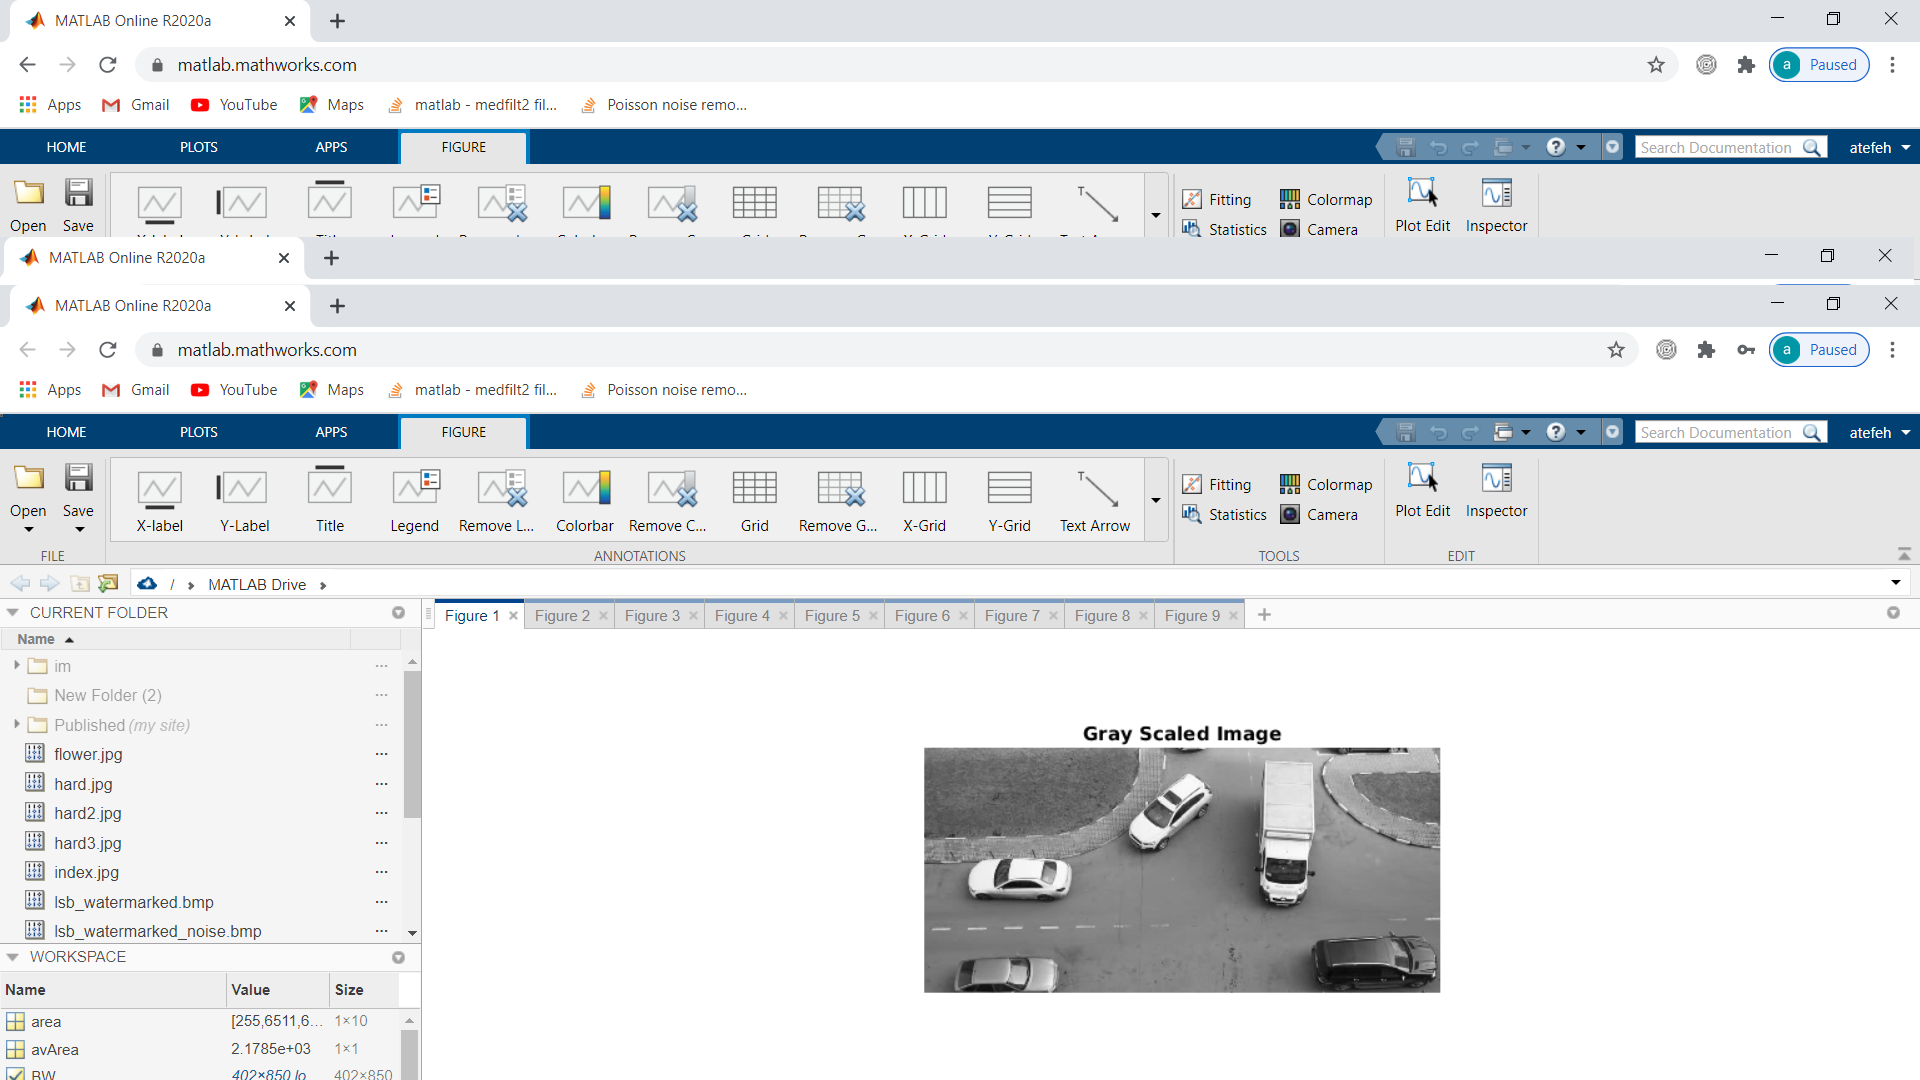 MATLAB Online R2020a
matlab.mathworks.com
a Paused
Apps Gmail YouTube Maps matlab - medfilt2 fil... Poisson noise remo...
HOME PLOTS APPS FIGURE Search Documentation atefeh
Fitting Colormap
Open Save Statistics Camera Plot Edit Inspector
MATLAB Online R2020a
MATLAB Online R2020a
matlab.mathworks.com
a Paused
Apps Gmail YouTube Maps matlab - medfilt2 fil... Poisson noise remo...
HOME PLOTS APPS FIGURE Search Documentation atefeh
Fitting Colormap
Open Save X-label Y-Label Title Legend Remove L... Colorbar Remove C... Grid Remove G... X-Grid Y-Grid Text Arrow Statistics Camera Plot Edit Inspector
FILE ANNOTATIONS TOOLS EDIT
/ MATLAB Drive
CURRENT FOLDER
Figure 1 Figure 2 Figure 3 Figure 4 Figure 5 Figure 6 Figure 7 Figure 8 Figure 9
Name
im
New Folder (2)
Published (my site)
flower.jpg
hard.jpg
hard2.jpg
hard3.jpg
index.jpg
lsb_watermarked.bmp
lsb_watermarked_noise.bmp
Gray Scaled Image
WORKSPACE
Name Value Size
area [255,6511,6... 1×10
avArea 2.1785e+03 1×1
BW 402×850 lo 402×850